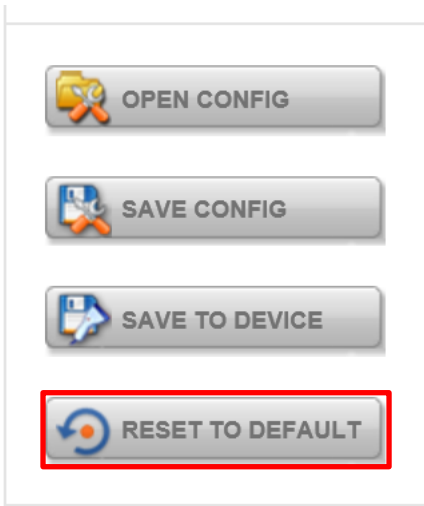 OPEN CONFIG
SAVE CONFIG
SAVE TO DEVICE
RESET TO DEFAULT